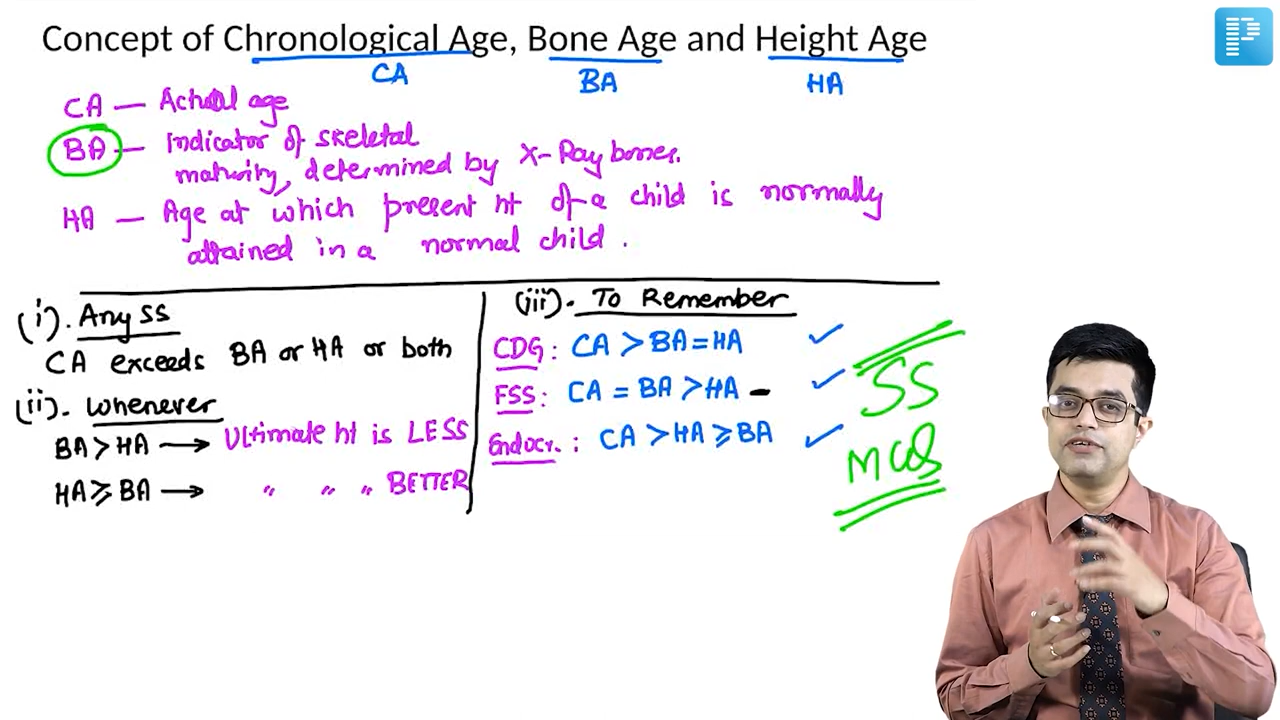 Concept of Chronological Age, Bone Age and Height Age
CA BA HA
CA — Actual age
BA — Indicator of skeletal
maturity, determined by X-Ray bones.
HA — Age at which present ht of a child is normally
attained in a normal child.
(i). Any SS
CA exceeds BA or HA or both
(ii). Whenever
BA > HA → Ultimate ht is LESS
HA ⩾ BA → " " " BETTER
(iii). To Remember
CDG : CA > BA = HA ✓
FSS : CA = BA > HA - ✓
Endocr. : CA > HA ⩾ BA ✓
SS
MCQs
P